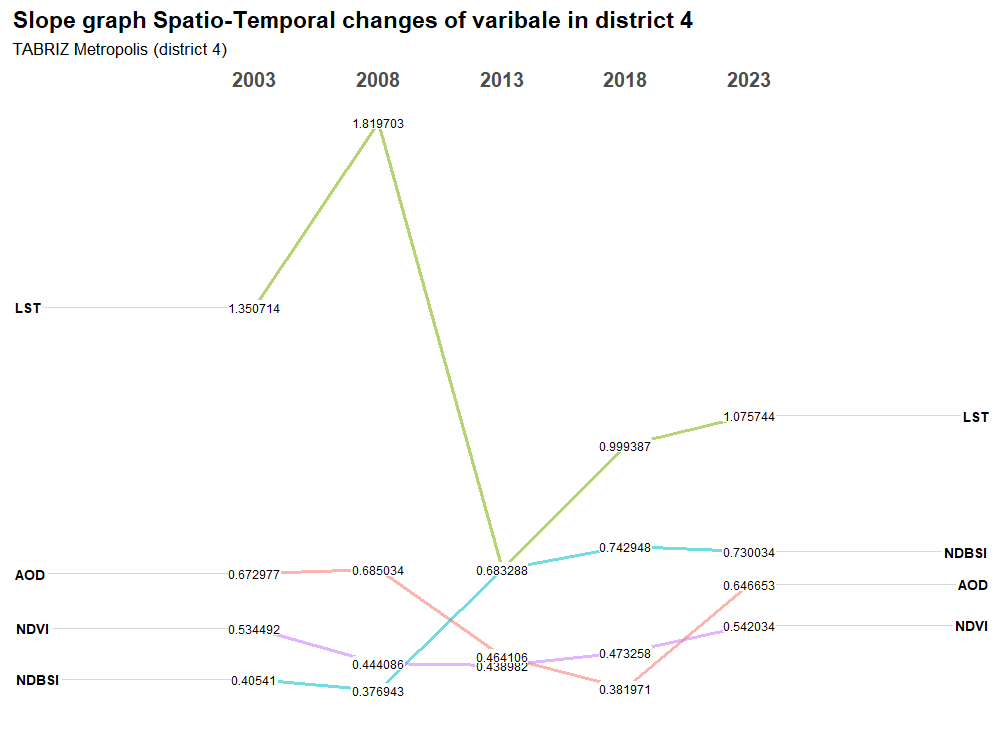 Slope graph Spatio-Temporal changes of varibale in district 4
TABRIZ Metropolis (district 4)
2003 2008 2013 2018 2023
1.819703
LST 1.350714
1.075744 LST
0.999387
0.742948 0.730034 NDBSI
AOD 0.672977 0.685034 0.683288
0.646653 AOD
NDVI 0.534492 0.542034 NDVI
0.464106 0.473258
0.444086 0.438982
NDBSI 0.40541
0.376943 0.381971